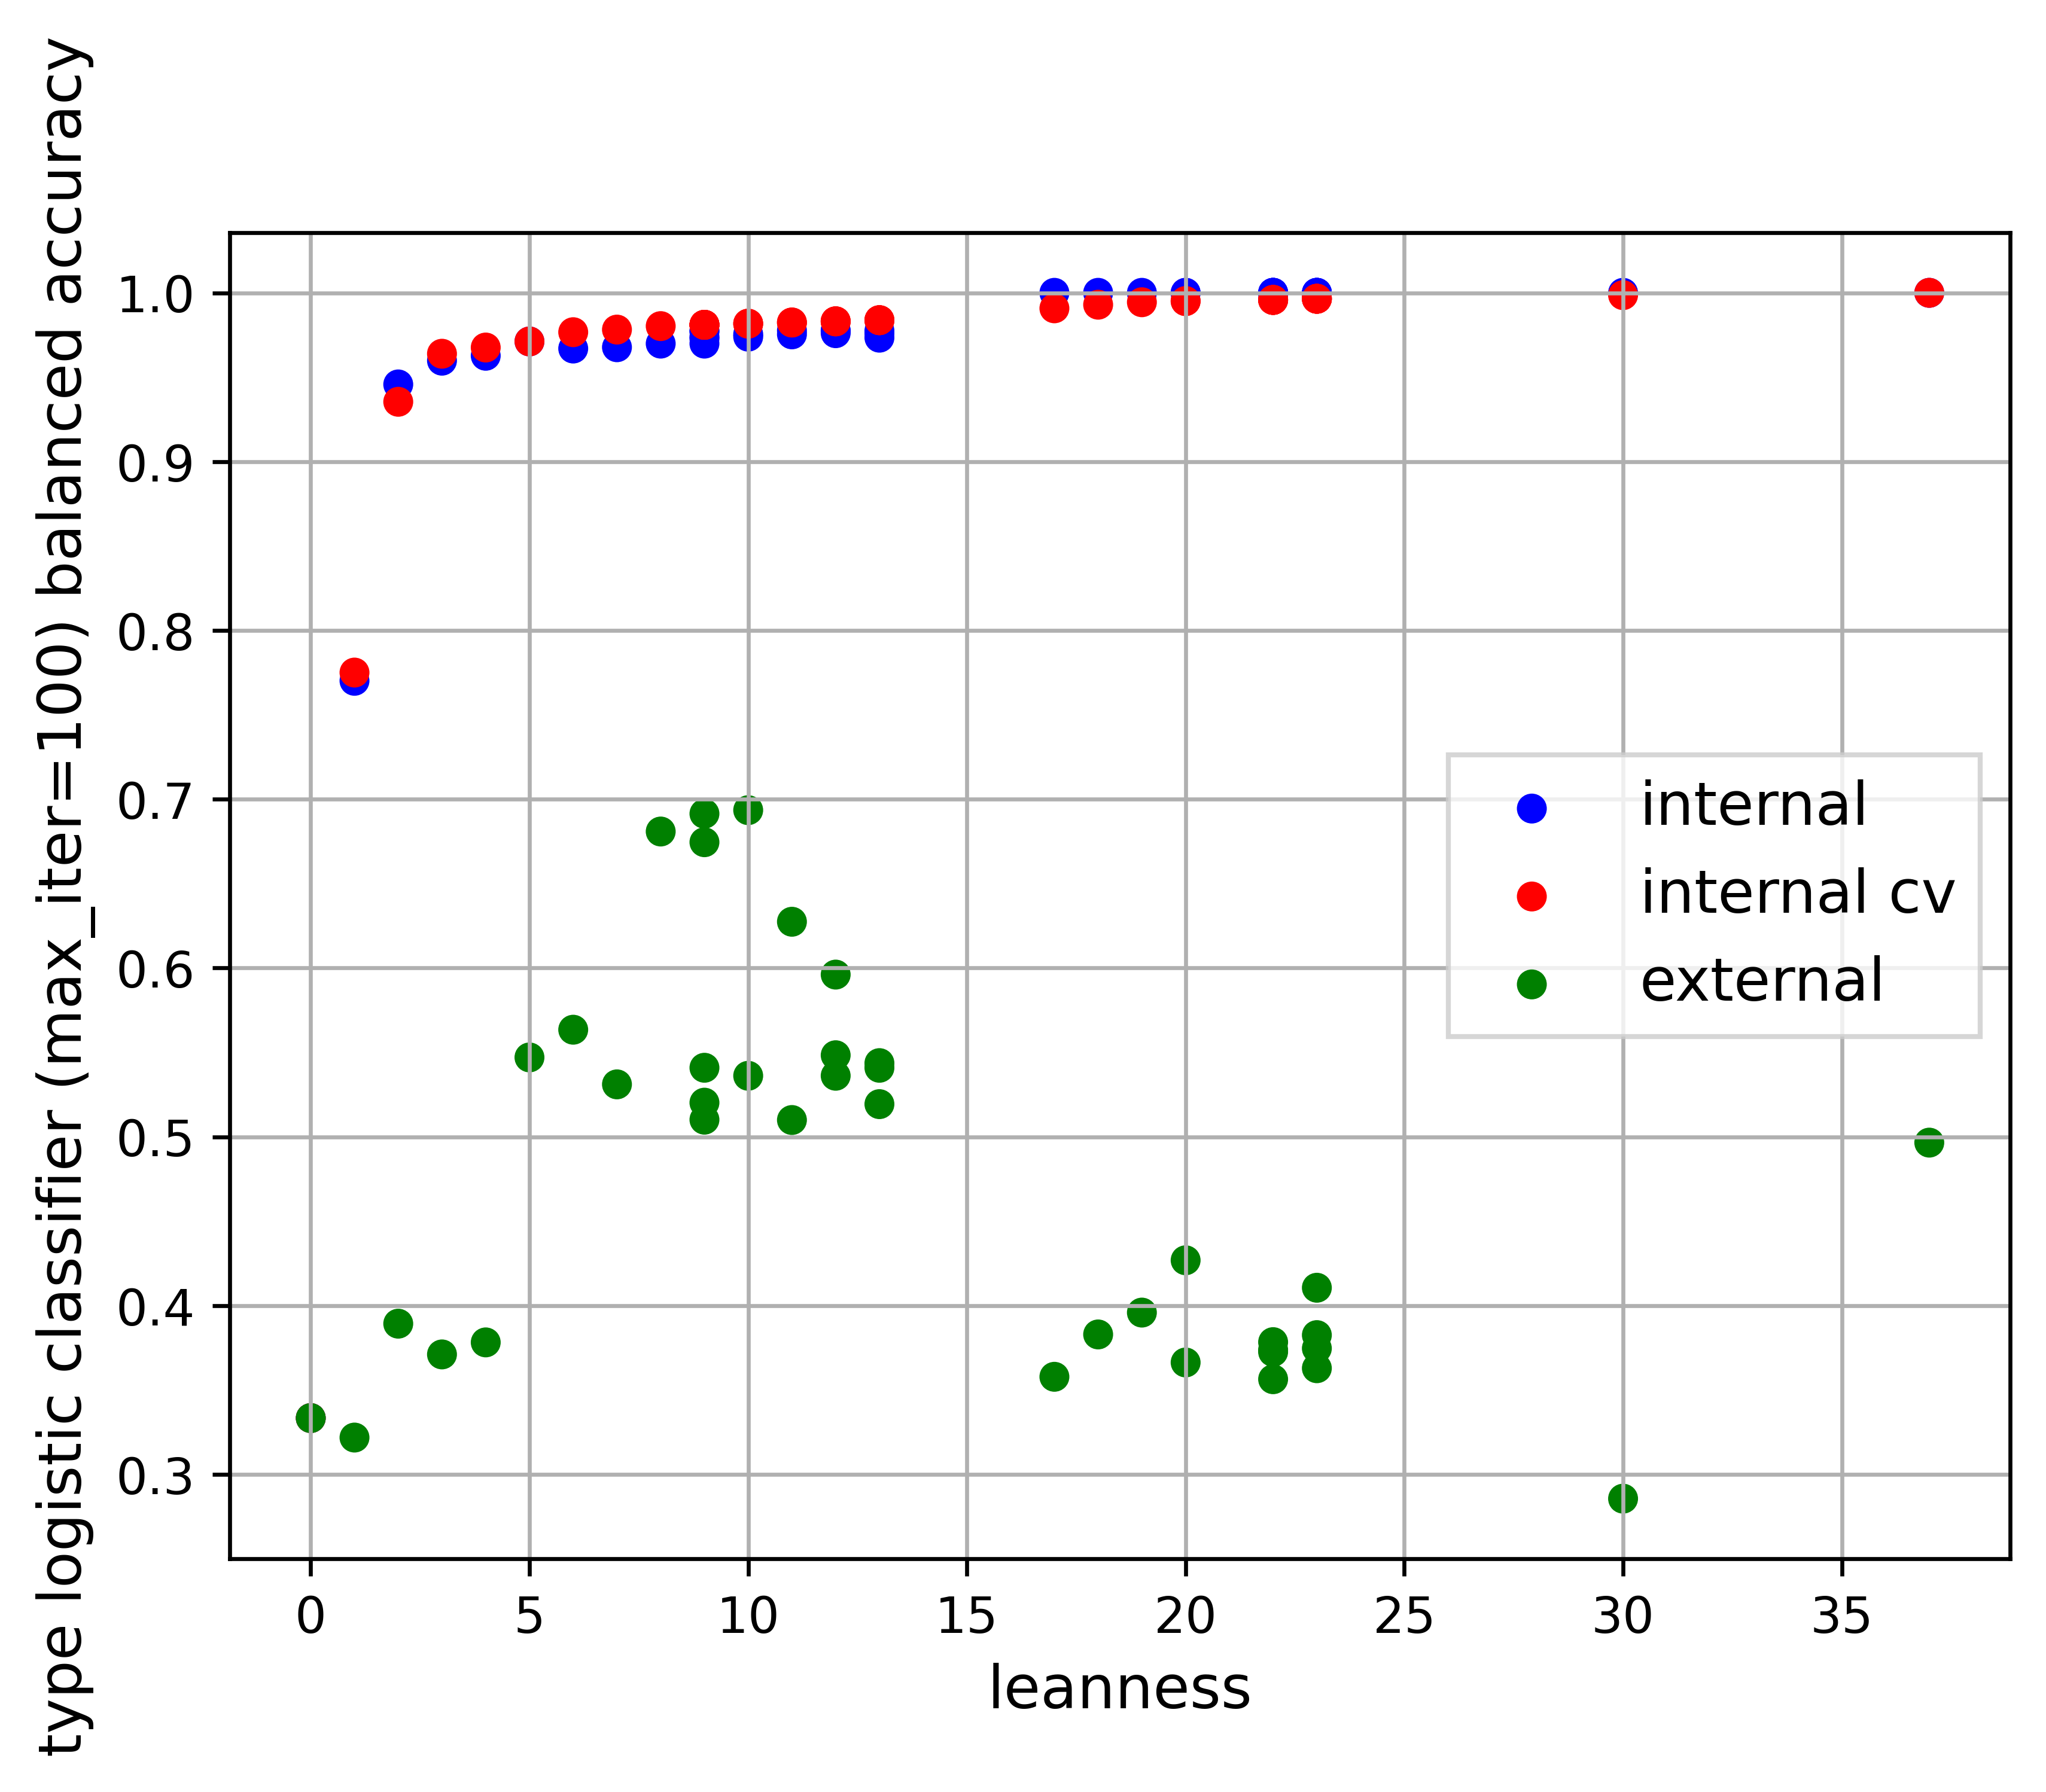 type logistic classifier (max_iter=100) balanced accuracy
1.0
0.9
0.8
0.7
0.6
0.5
0.4
0.3
internal
internal cv
external
0 5 10 15 20 25 30 35
leanness